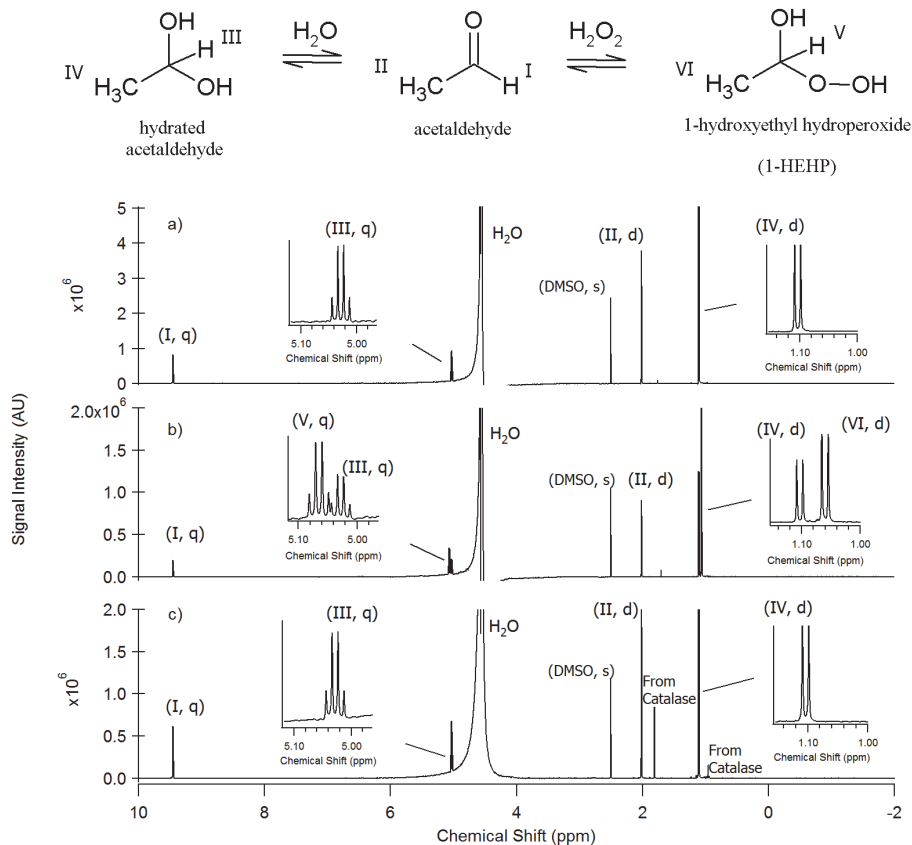 OH
H III
H₂O
O
H₂O₂
OH
H V
IV
II
I
VI
H₃C
OH
H₃C
H
H₃C
O–OH
hydrated
acetaldehyde
acetaldehyde
1-hydroxyethyl hydroperoxide
(1-HEHP)
Signal Intensity (AU)
a)
x10⁶
5
4
3
2
1
0
(I, q)
(III, q)
5.10 5.00
Chemical Shift (ppm)
H₂O
(DMSO, s)
(II, d)
(IV, d)
1.10 1.00
Chemical Shift (ppm)
b)
2.0x10⁶
1.5
1.0
0.5
0.0
(I, q)
(V, q)
(III, q)
5.10 5.00
Chemical Shift (ppm)
H₂O
(DMSO, s)
(II, d)
(IV, d)
(VI, d)
1.10 1.00
Chemical Shift (ppm)
c)
x10⁶
2.0
1.5
1.0
0.5
0.0
(I, q)
(III, q)
5.10 5.00
Chemical Shift (ppm)
H₂O
(DMSO, s)
(II, d)
From
Catalase
From
Catalase
(IV, d)
1.10 1.00
Chemical Shift (ppm)
10 8 6 4 2 0 -2
Chemical Shift (ppm)